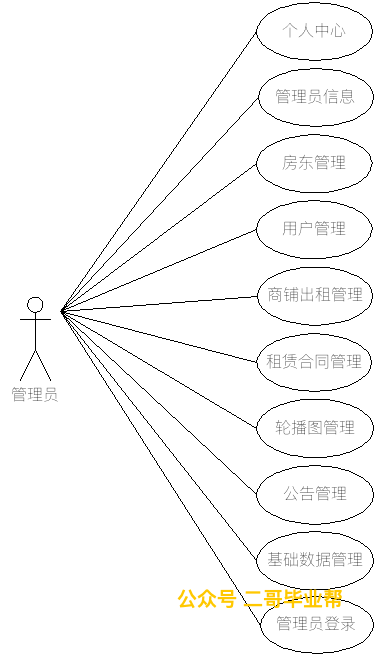 个人中心
管理员信息
房东管理
用户管理
商铺出租管理
租赁合同管理
管理员
轮播图管理
公告管理
基础数据管理
公众号 二哥毕业帮
管理员登录